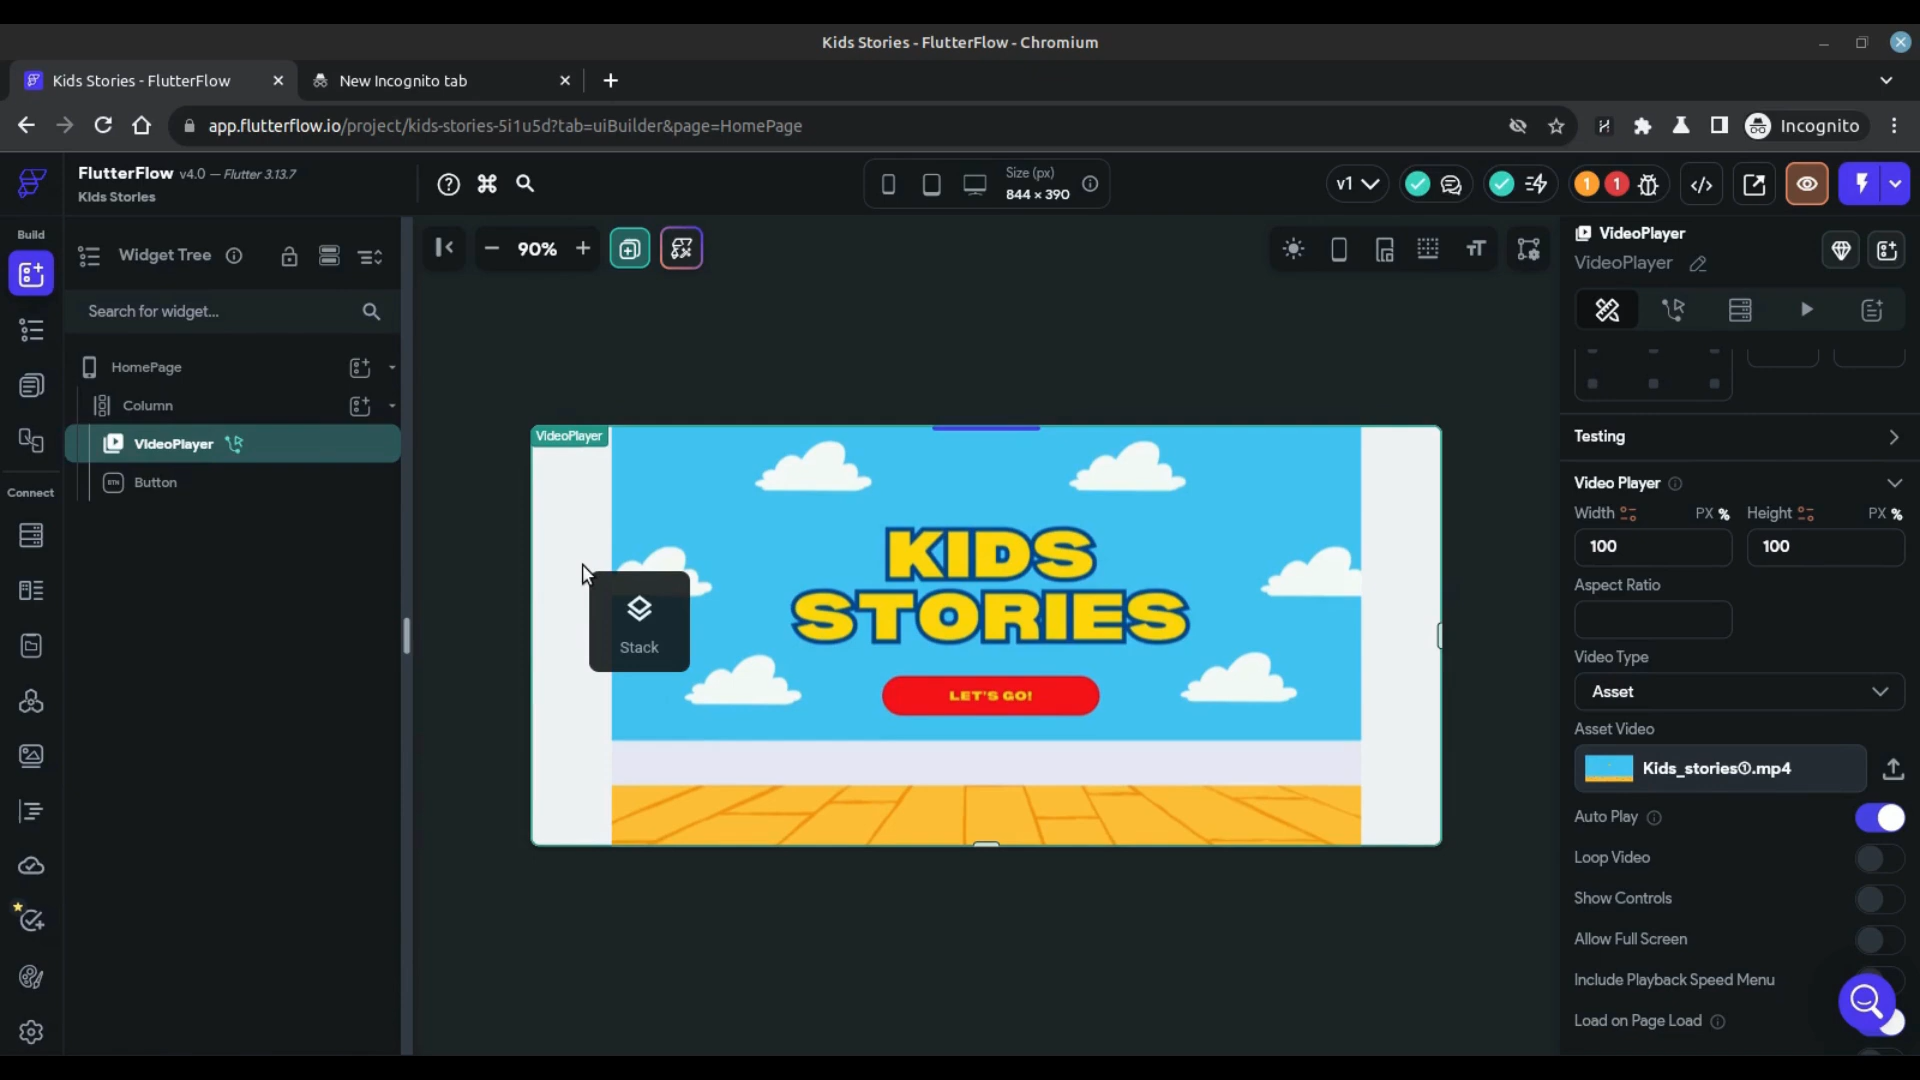 Kids Stories - FlutterFlow - Chromium
Kids Stories - FlutterFlow
New Incognito tab
app.flutterflow.io/project/kids-stories-5i1u5d?tab=uiBuilder&page=HomePage
Incognito
FlutterFlow v4.0 — Flutter 3.13.7
Kids Stories
Size (px)
844 × 390
v1
1
1
Build
Widget Tree
90%
VideoPlayer
VideoPlayer
Search for widget...
HomePage
Column
VideoPlayer
Button
BTN
Connect
VideoPlayer
KIDS
STORIES
Stack
LET'S GO!
Testing
Video Player
Width PX % Height PX %
100 100
Aspect Ratio
Video Type
Asset
Asset Video
Kids_stories①.mp4
Auto Play
Loop Video
Show Controls
Allow Full Screen
Include Playback Speed Menu
Load on Page Load